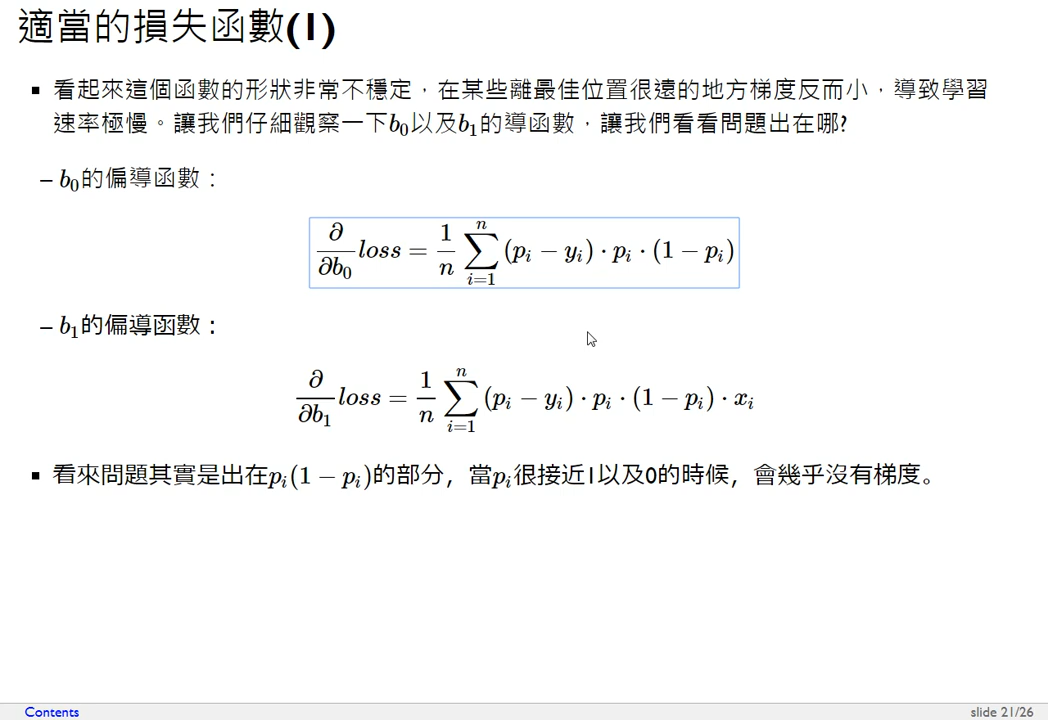 適當的損失函數(1)
▪ 看起來這個函數的形狀非常不穩定，在某些離最佳位置很遠的地方梯度反而小，導致學習
速率極慢。讓我們仔細觀察一下b₀以及b₁的導函數，讓我們看看問題出在哪?
– b₀的偏導函數：
∂/∂b₀ loss = 1/n ∑ᵢ₌₁ⁿ (pᵢ − yᵢ) · pᵢ · (1 − pᵢ)
– b₁的偏導函數：
∂/∂b₁ loss = 1/n ∑ᵢ₌₁ⁿ (pᵢ − yᵢ) · pᵢ · (1 − pᵢ) · xᵢ
▪ 看來問題其實是出在pᵢ(1 − pᵢ)的部分，當pᵢ很接近1以及0的時候，會幾乎沒有梯度。
Contents
slide 21/26